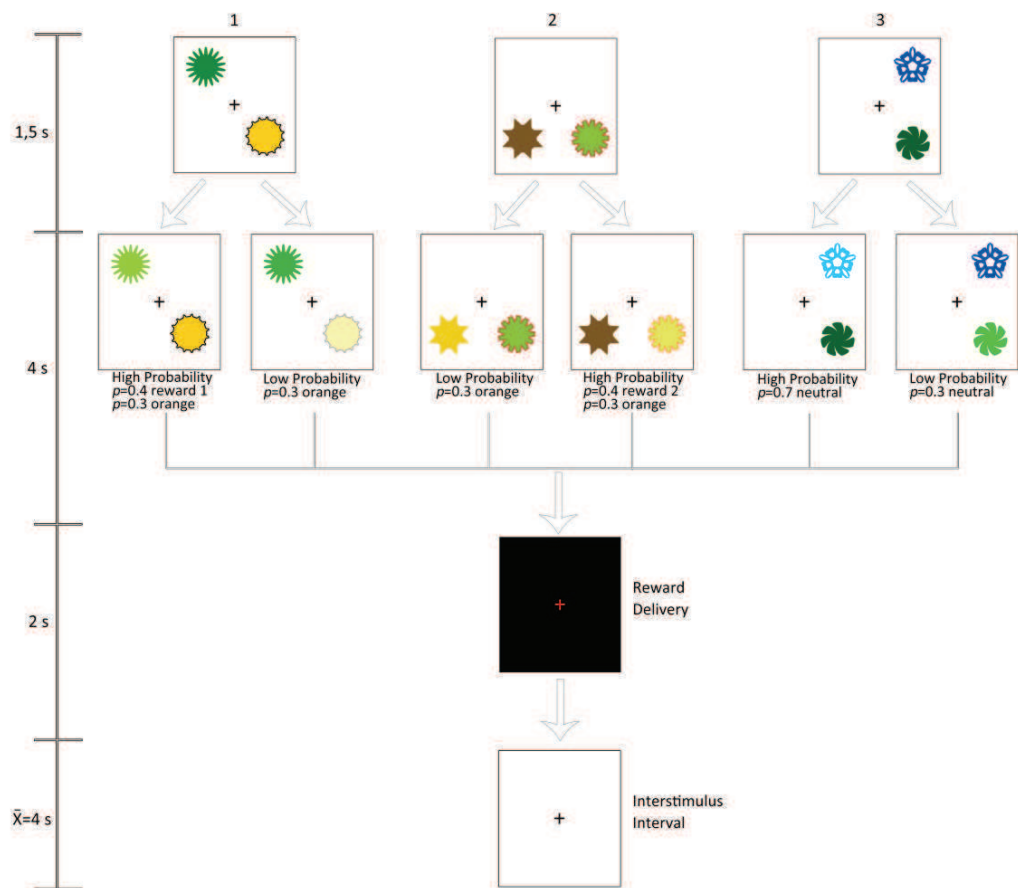 1
2
3
1,5 s
4 s
High Probability
p=0.4 reward 1
p=0.3 orange
Low Probability
p=0.3 orange
Low Probability
p=0.3 orange
High Probability
p=0.4 reward 2
p=0.3 orange
High Probability
p=0.7 neutral
Low Probability
p=0.3 neutral
2 s
Reward
Delivery
X̄=4 s
Interstimulus
Interval